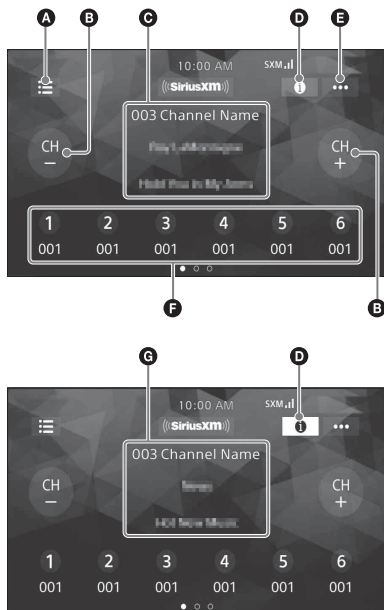 A B C D E
10:00 AM SXM
((SiriusXM)) i •••
003 Channel Name
CH − CH +
1 2 3 4 5 6
001 001 001 001 001 001
F B
G D
10:00 AM SXM
((SiriusXM)) i •••
003 Channel Name
CH − CH +
1 2 3 4 5 6
001 001 001 001 001 001